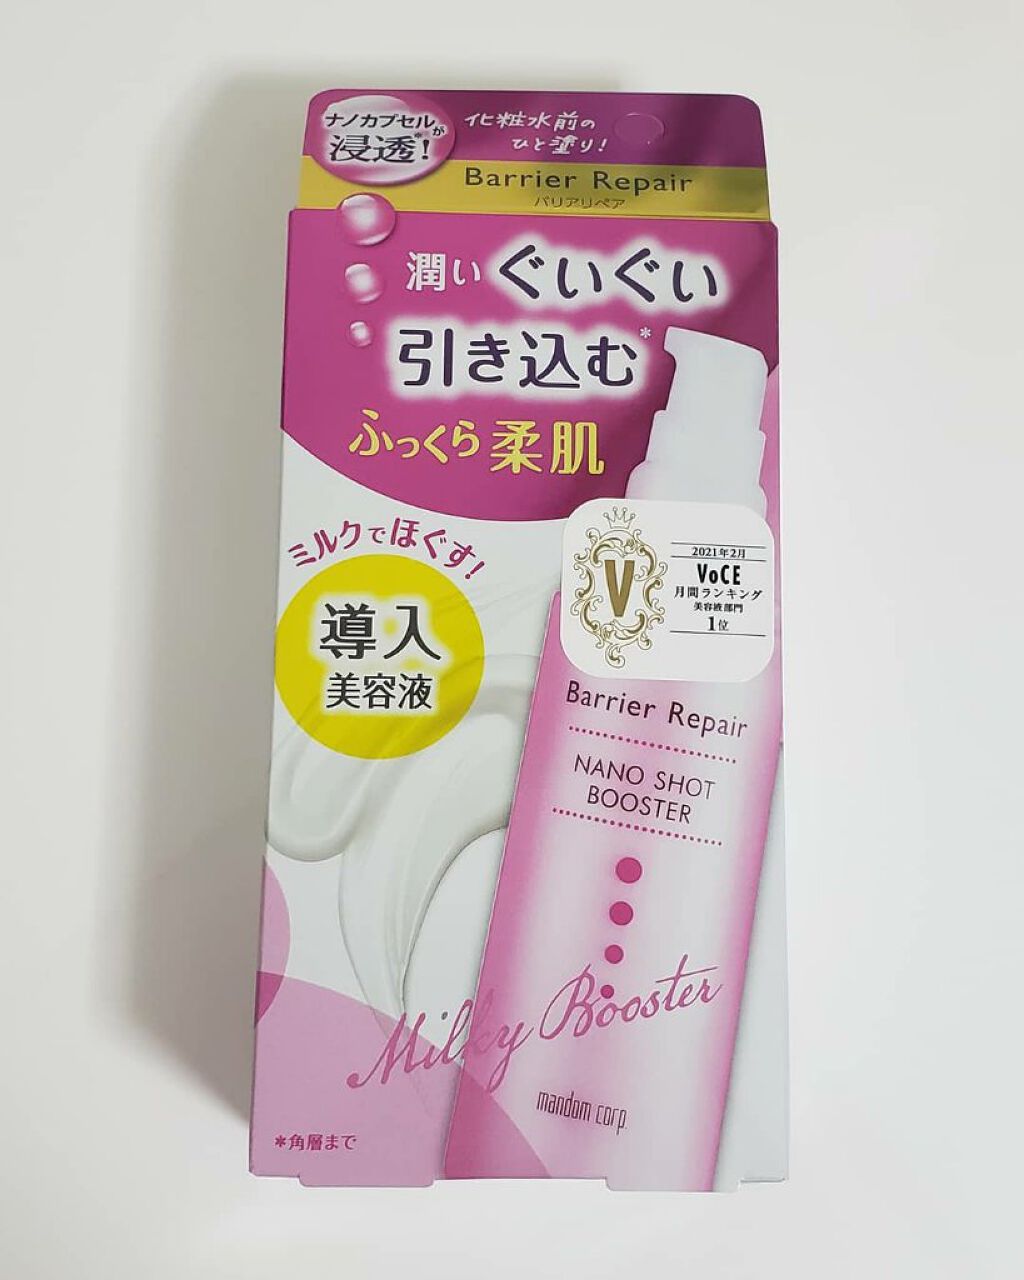 ナノカプセルが
浸透*!
化粧水前の
ひと塗り!
Barrier Repair
バリアリペア
潤いぐいぐい
引き込む*
ふっくら柔肌
ミルクでほぐす!
導入
美容液
V
2021年2月
VoCE
月間ランキング
美容液部門
1位
Barrier Repair
NANO SHOT
BOOSTER
Milky Booster
mandom corp.
*角層まで